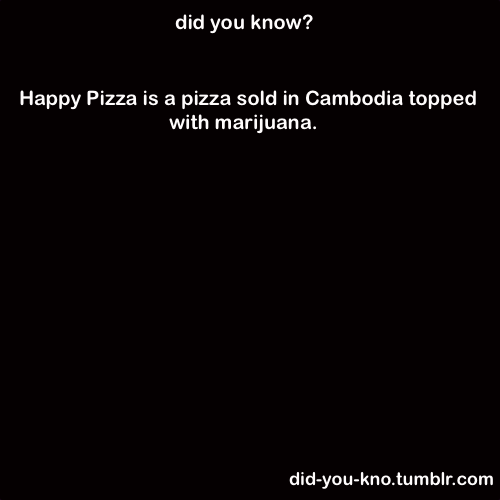 did you know?
Happy Pizza is a pizza sold in Cambodia topped
with marijuana.
did-you-kno.tumblr.com